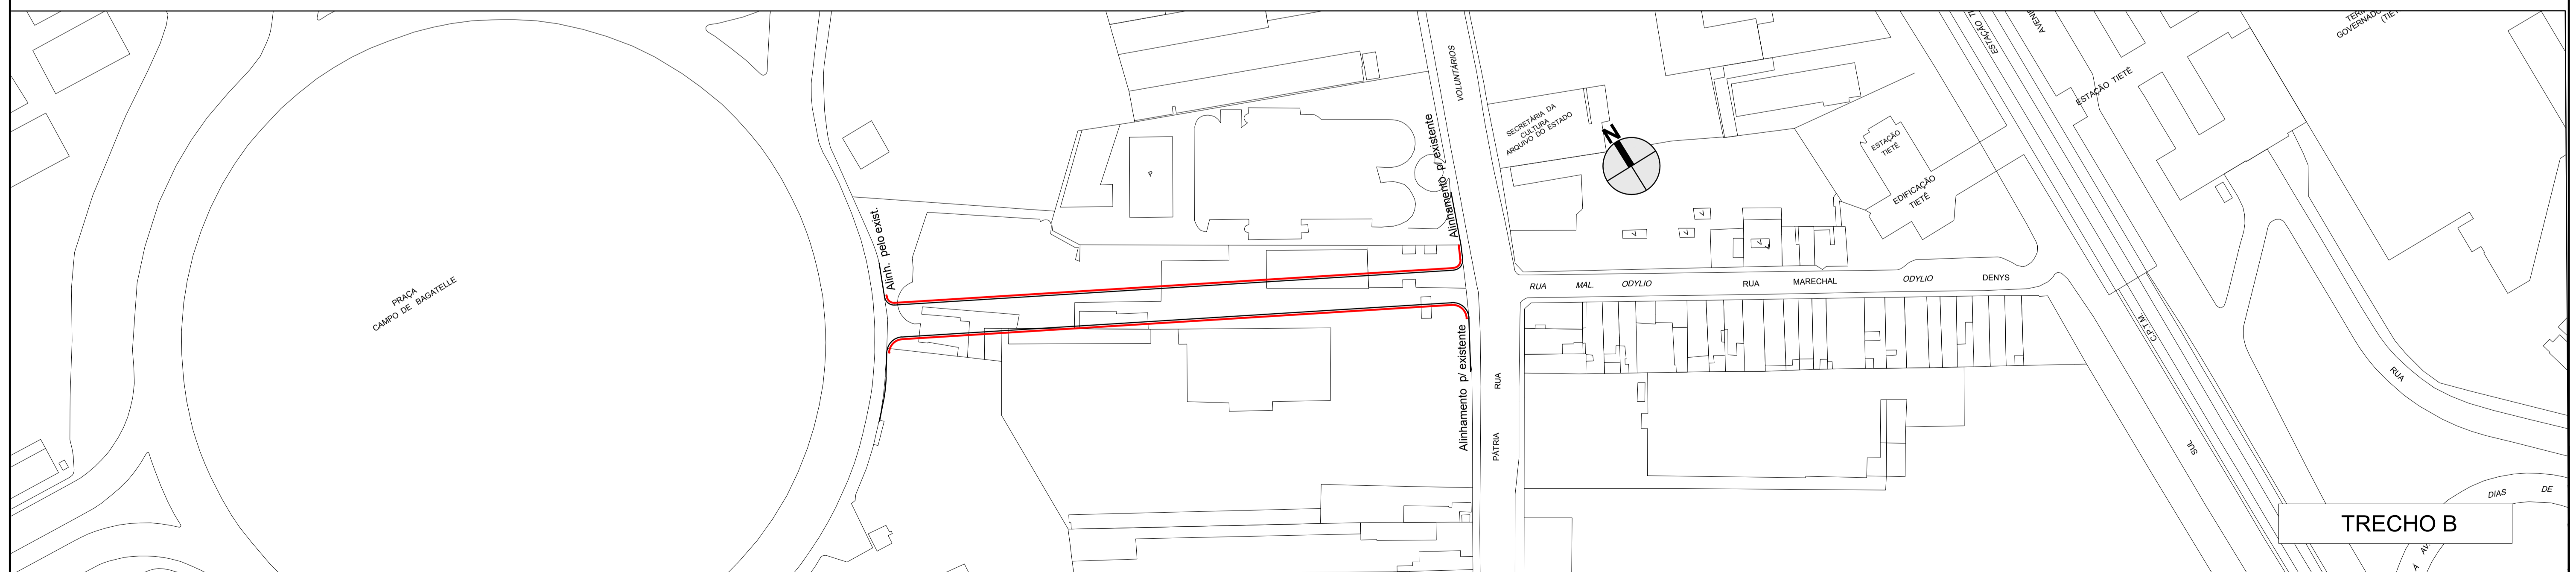 PRAÇA
CAMPO DE BAGATELLE
Alinh. pelo exist.
P
Alinhamento p/ existente
Alinhamento p/ existente
VOLUNTÁRIOS
SECRETÁRIA DA
CULTURA
ARQUIVO DO ESTADO
N
ESTAÇÃO
TIETÊ
EDIFICAÇÃO
TIETÊ
ESTAÇÃO TIETÊ
RUA MAL. ODYLIO
RUA MARECHAL ODYLIO DENYS
RUA
PÁTRIA
C.P.T.M.
SUL
RUA
DIAS DE
AV.
À
TRECHO B